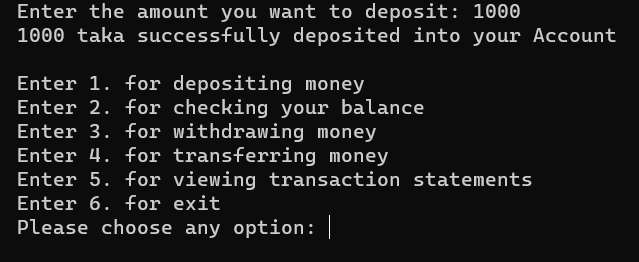 Enter the amount you want to deposit: 1000
1000 taka successfully deposited into your Account
Enter 1. for depositing money
Enter 2. for checking your balance
Enter 3. for withdrawing money
Enter 4. for transferring money
Enter 5. for viewing transaction statements
Enter 6. for exit
Please choose any option: